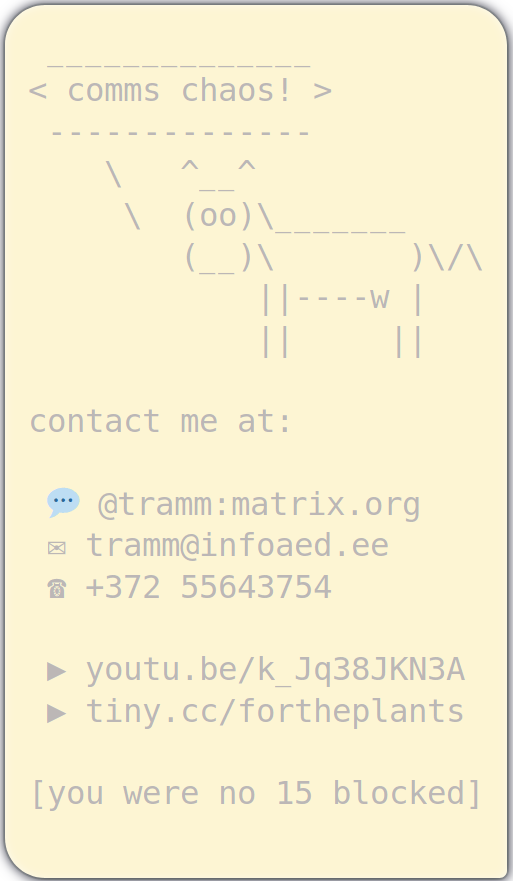 ______________
< comms chaos! >
 --------------
    \   ^__^
     \  (oo)\_______
        (__)\       )\/\
            ||----w |
            ||     ||
contact me at:
💬 @tramm:matrix.org
✉ tramm@infoaed.ee
☎ +372 55643754
▶ youtu.be/k_Jq38JKN3A
▶ tiny.cc/fortheplants
[you were no 15 blocked]